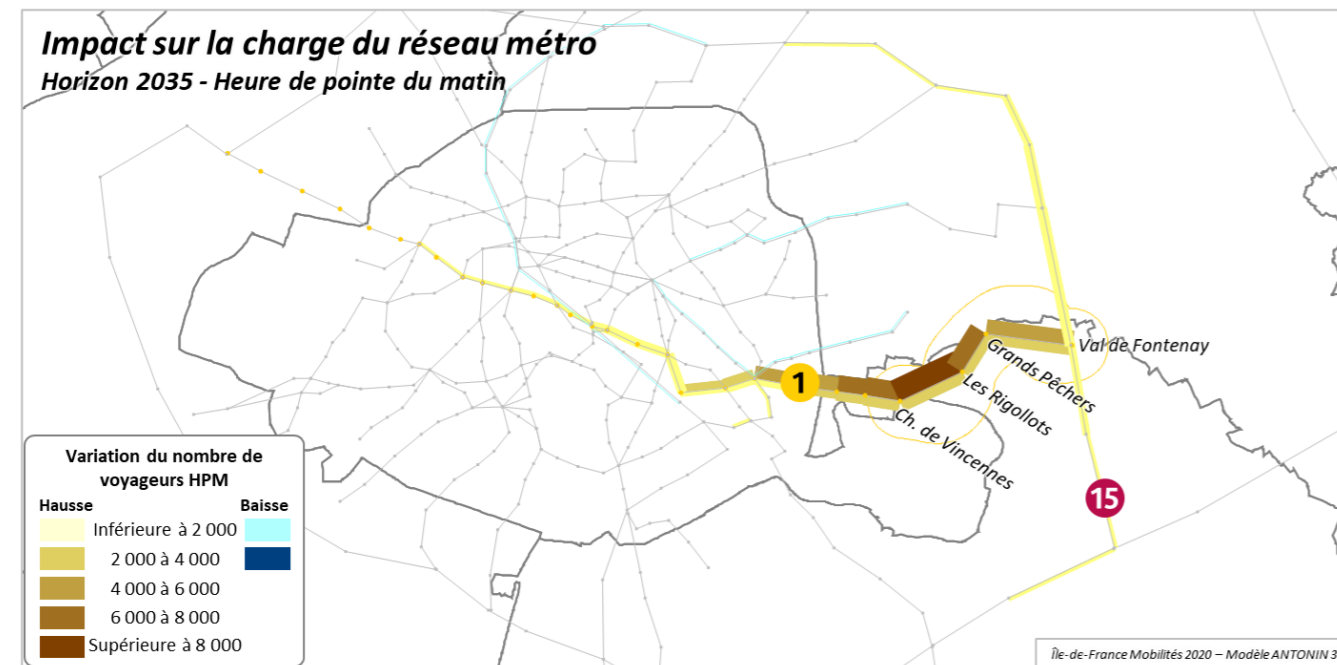 Impact sur la charge du réseau métro
Horizon 2035 - Heure de pointe du matin
1
Val de Fontenay
Grands Pêchers
Les Rigollots
Ch. de Vincennes
15
Variation du nombre de
voyageurs HPM
Hausse Baisse
Inférieure à 2 000
2 000 à 4 000
4 000 à 6 000
6 000 à 8 000
Supérieure à 8 000
Île-de-France Mobilités 2020 – Modèle ANTONIN 3